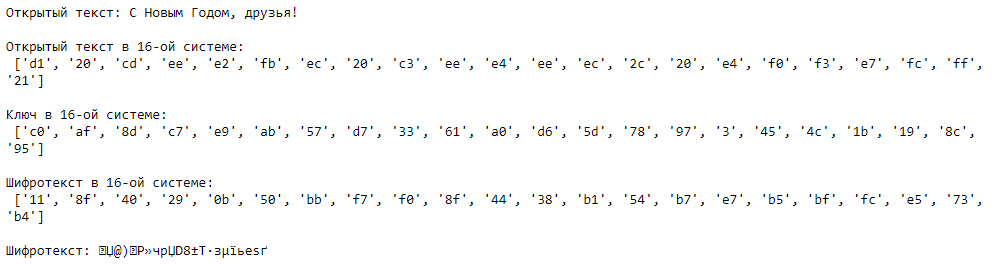 Открытый текст: С Новым Годом, друзья!
Открытый текст в 16-ой системе:
['d1', '20', 'cd', 'ee', 'e2', 'fb', 'ec', '20', 'c3', 'ee', 'e4', 'ee', 'ec', '2c', '20', 'e4', 'f0', 'f3', 'e7', 'fc', 'ff',
'21']
Ключ в 16-ой системе:
['c0', 'af', '8d', 'c7', 'e9', 'ab', '57', 'd7', '33', '61', 'a0', 'd6', '5d', '78', '97', '3', '45', '4c', '1b', '19', '8c',
'95']
Шифротекст в 16-ой системе:
['11', '8f', '40', '29', '0b', '50', 'bb', 'f7', 'f0', '8f', '44', '38', 'b1', '54', 'b7', 'e7', 'b5', 'bf', 'fc', 'e5', '73',
'b4']
Шифротекст: Џ@)P»чрЏD8±T·зµїьеsґ